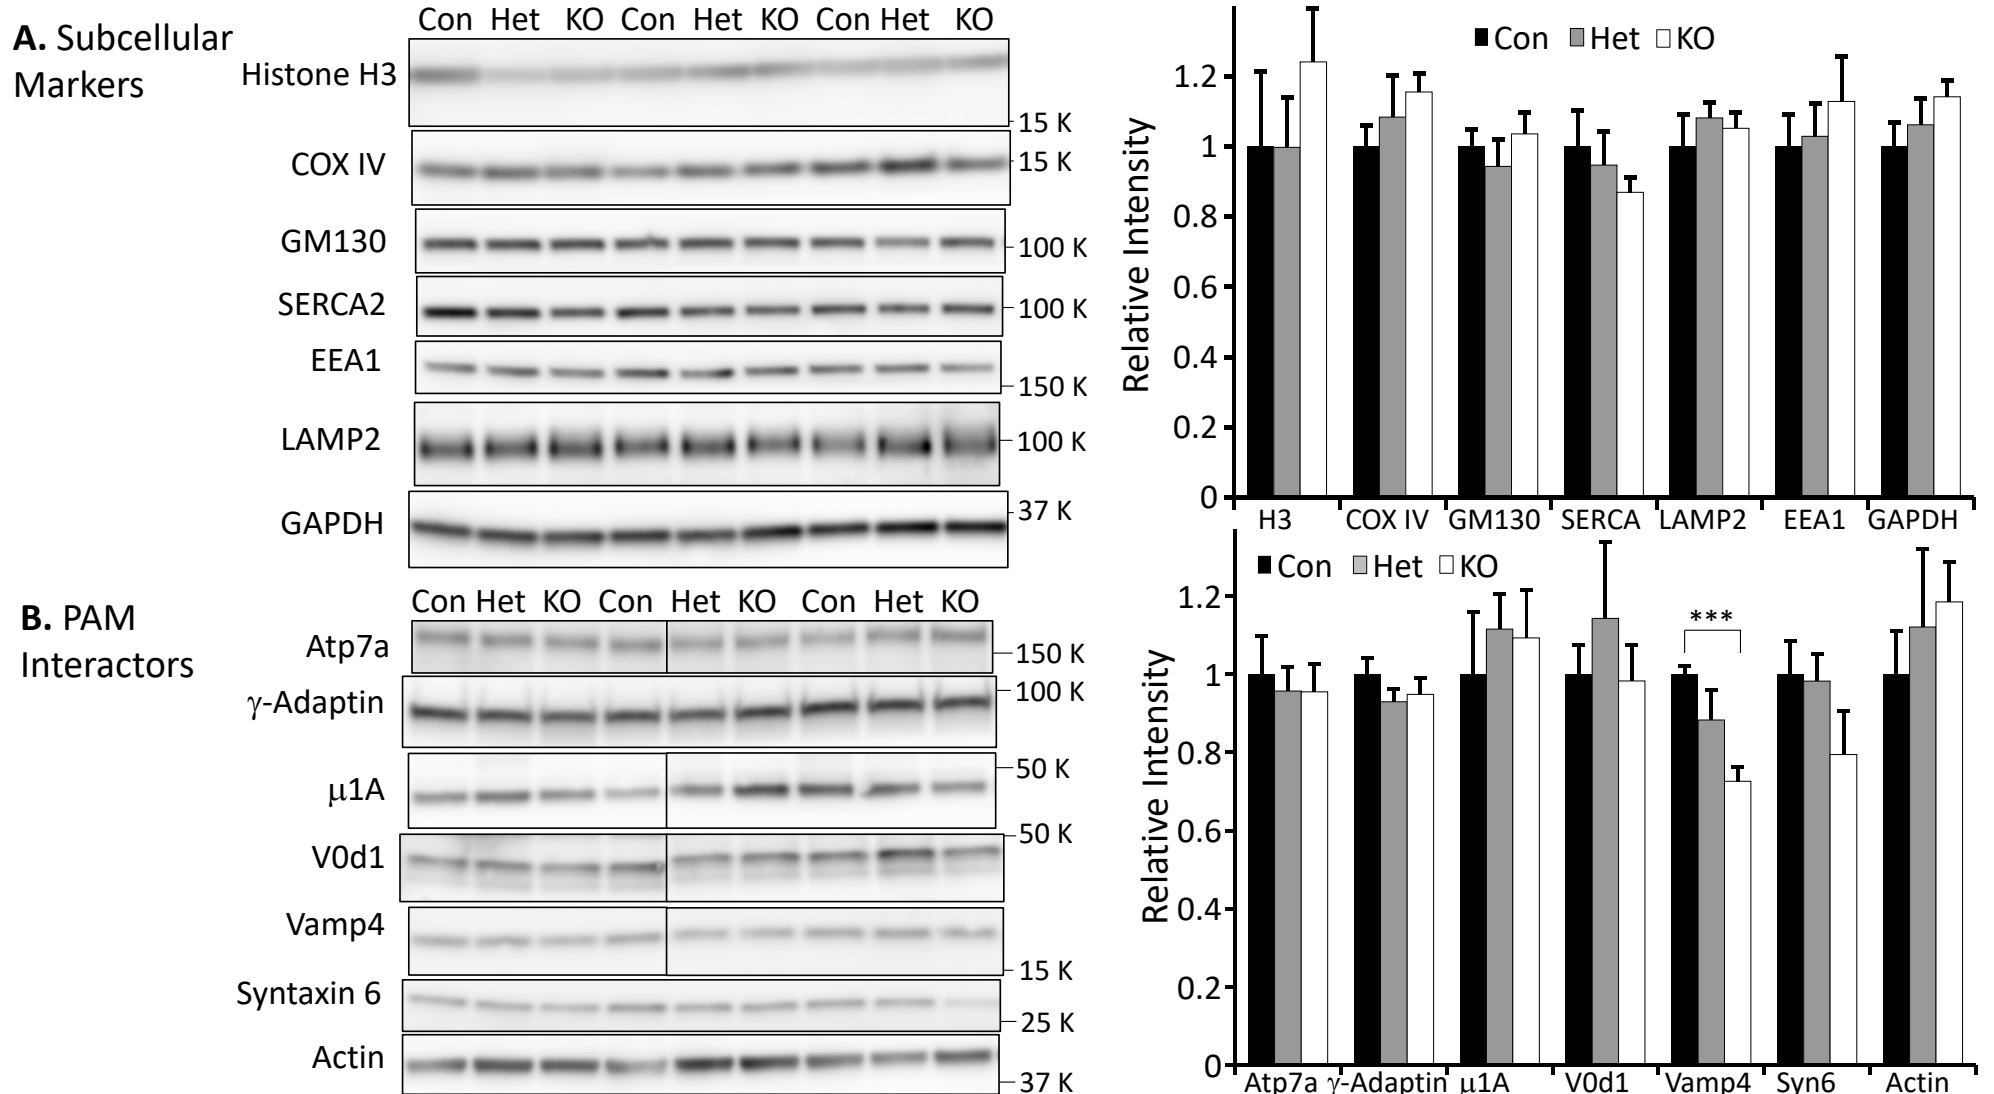 A. Subcellular
Markers
Con Het KO Con Het KO Con Het KO
Histone H3
15 K
COX IV
15 K
GM130
100 K
SERCA2
100 K
EEA1
150 K
LAMP2
100 K
GAPDH
37 K
Con Het KO
Relative Intensity
1.2
1
0.8
0.6
0.4
0.2
0
H3 COX IV GM130 SERCA LAMP2 EEA1 GAPDH
B. PAM
Interactors
Con Het KO Con Het KO Con Het KO
Atp7a
150 K
γ-Adaptin
100 K
μ1A
50 K
V0d1
50 K
Vamp4
15 K
Syntaxin 6
25 K
Actin
37 K
Con Het KO
***
Relative Intensity
1.2
1
0.8
0.6
0.4
0.2
0
Atp7a γ-Adaptin μ1A V0d1 Vamp4 Syn6 Actin